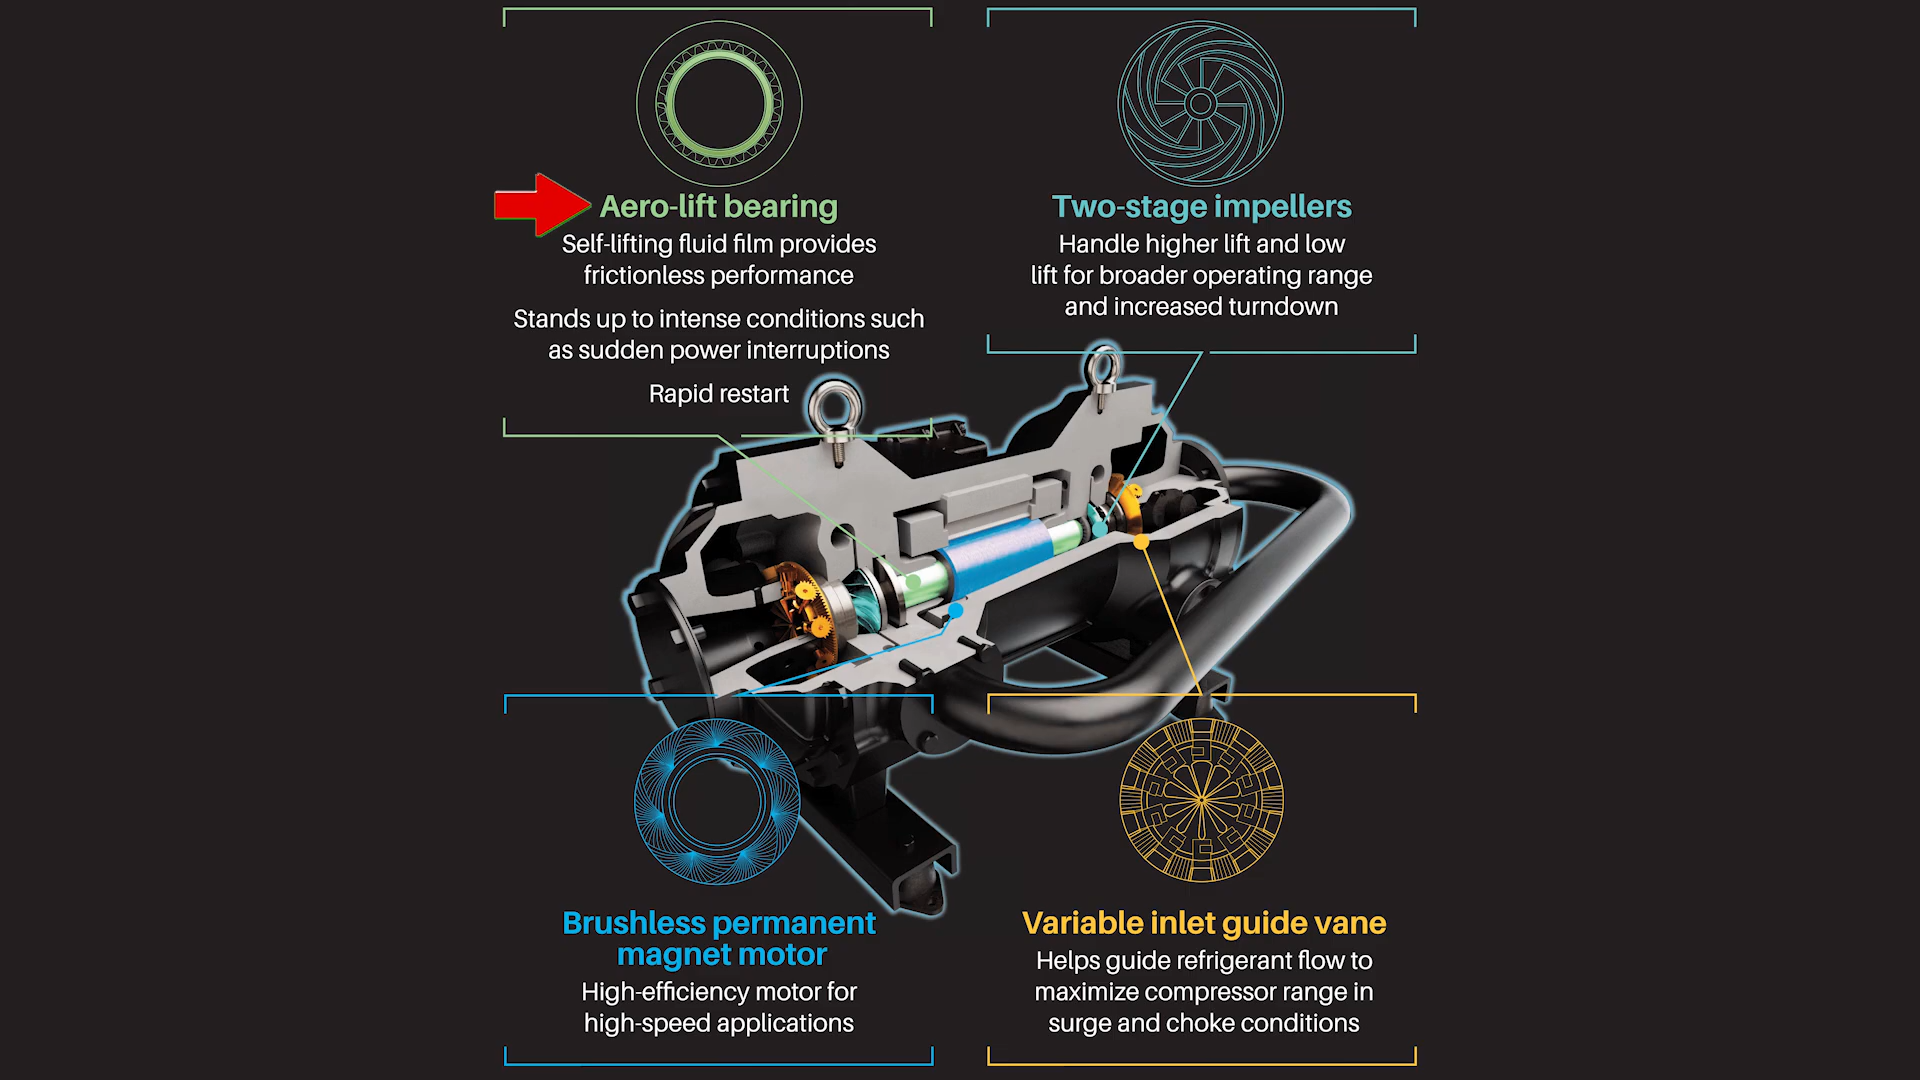 Aero-lift bearing
Self-lifting fluid film provides
frictionless performance
Stands up to intense conditions such
as sudden power interruptions
Rapid restart
Two-stage impellers
Handle higher lift and low
lift for broader operating range
and increased turndown
Brushless permanent
magnet motor
High-efficiency motor for
high-speed applications
Variable inlet guide vane
Helps guide refrigerant flow to
maximize compressor range in
surge and choke conditions